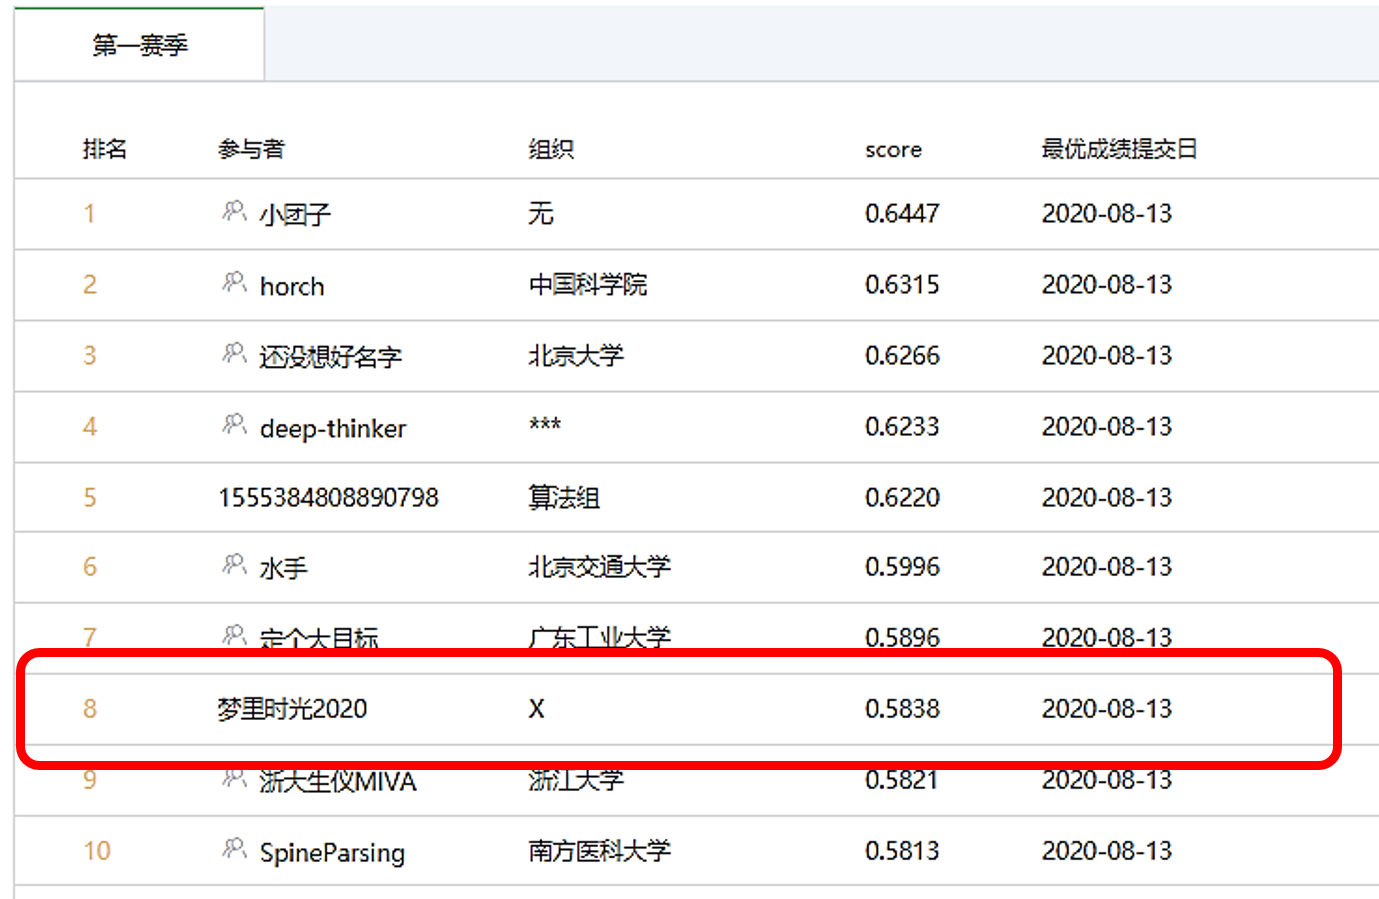 第一赛季
排名 参与者 组织 score 最优成绩提交日
1 小团子 无 0.6447 2020-08-13
2 horch 中国科学院 0.6315 2020-08-13
3 还没想好名字 北京大学 0.6266 2020-08-13
4 deep-thinker *** 0.6233 2020-08-13
5 1555384808890798 算法组 0.6220 2020-08-13
6 水手 北京交通大学 0.5996 2020-08-13
7 定个大目标 广东工业大学 0.5896 2020-08-13
8 梦里时光2020 X 0.5838 2020-08-13
9 浙大生仪MIVA 浙江大学 0.5821 2020-08-13
10 SpineParsing 南方医科大学 0.5813 2020-08-13